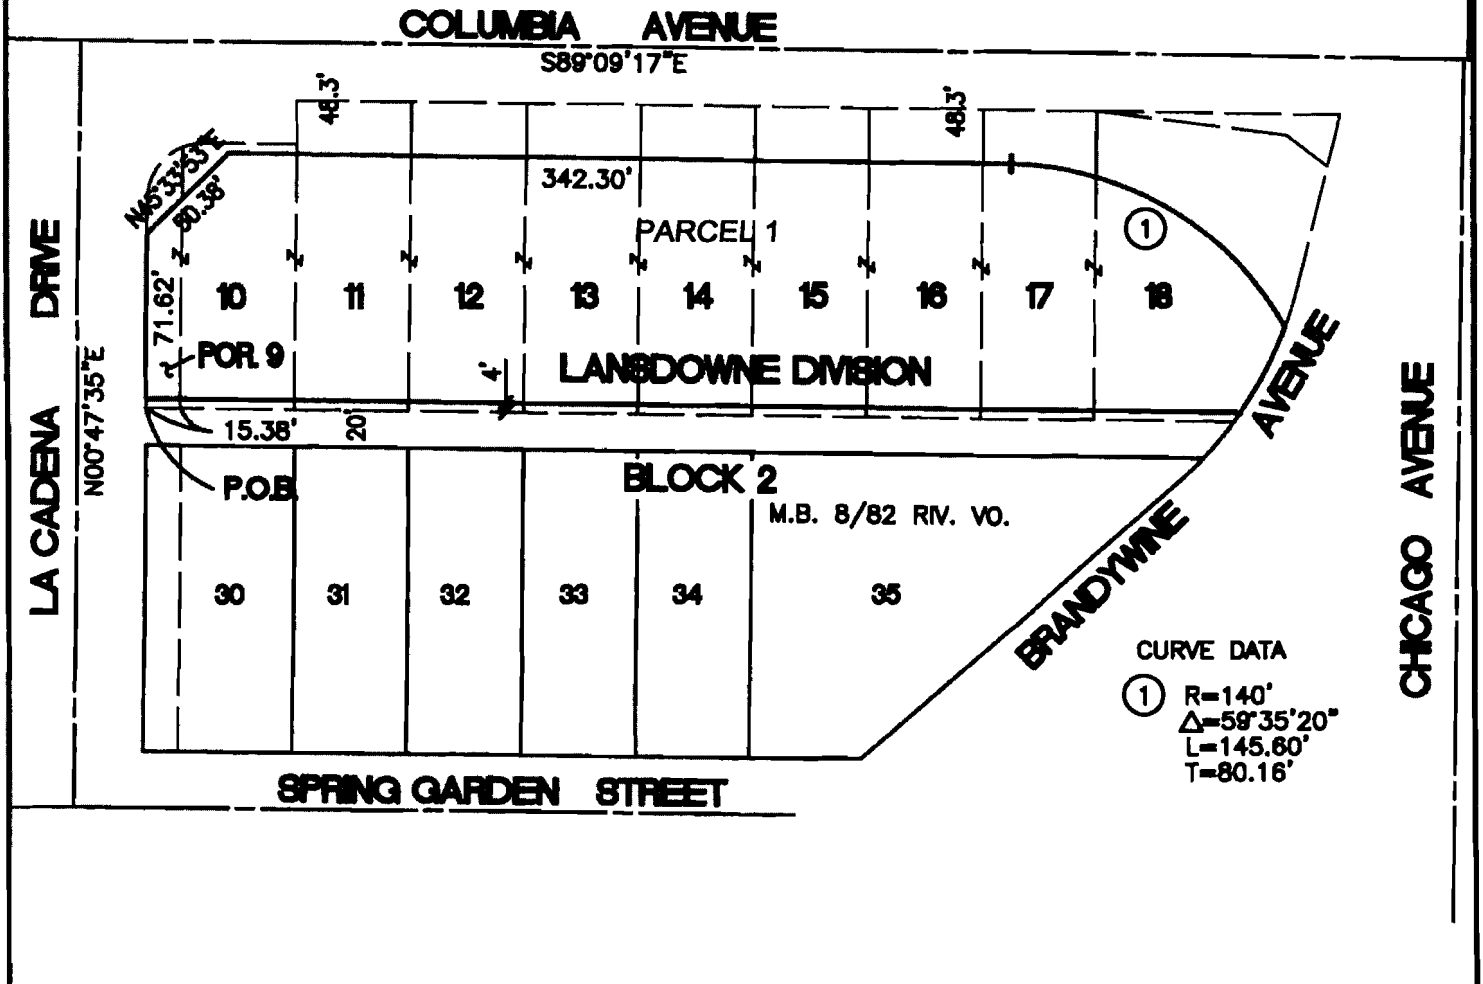 COLUMBIA AVENUE
S89°09'17"E
48.3'
48.3'
N45°33'53"E
50.38'
342.30'
PARCEL 1
1
LA CADENA DRIVE
N00°47'35"E
71.62'
10 11 12 13 14 15 16 17 18
POR. 9
4'
LANSDOWNE DIVISION
15.38'
20'
P.O.B.
BLOCK 2
M.B. 8/82 RIV. VO.
30 31 32 33 34 35
BRANDYWINE AVENUE
CHICAGO AVENUE
SPRING GARDEN STREET
CURVE DATA
1 R=140'
Δ=59°35'20"
L=145.60'
T=80.16'